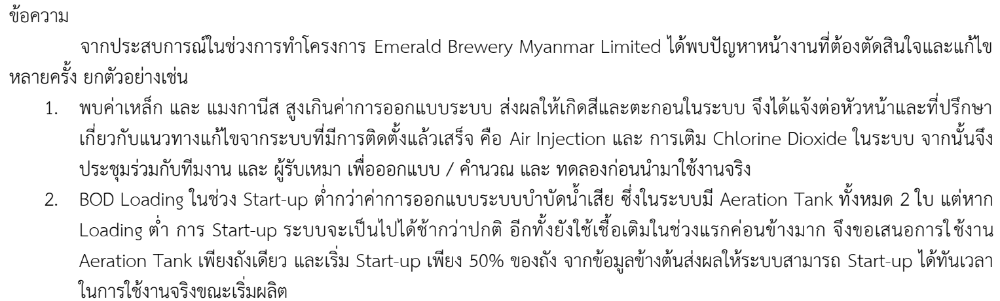 ข้อความ
จากประสบการณ์ในช่วงการทำโครงการ Emerald Brewery Myanmar Limited ได้พบปัญหาหน้างานที่ต้องตัดสินใจและแก้ไข
หลายครั้ง ยกตัวอย่างเช่น
1. พบค่าเหล็ก และ แมงกานีส สูงเกินค่าการออกแบบระบบ ส่งผลให้เกิดสีและตะกอนในระบบ จึงได้แจ้งต่อหัวหน้าและที่ปรึกษา
เกี่ยวกับแนวทางแก้ไขจากระบบที่มีการติดตั้งแล้วเสร็จ คือ Air Injection และ การเติม Chlorine Dioxide ในระบบ จากนั้นจึง
ประชุมร่วมกับทีมงาน และ ผู้รับเหมา เพื่อออกแบบ / คำนวณ และ ทดลองก่อนนำมาใช้งานจริง
2. BOD Loading ในช่วง Start-up ต่ำกว่าค่าการออกแบบระบบบำบัดน้ำเสีย ซึ่งในระบบมี Aeration Tank ทั้งหมด 2 ใบ แต่หาก
Loading ต่ำ การ Start-up ระบบจะเป็นไปได้ช้ากว่าปกติ อีกทั้งยังใช้เชื้อเติมในช่วงแรกค่อนข้างมาก จึงขอเสนอการใช้งาน
Aeration Tank เพียงถังเดียว และเริ่ม Start-up เพียง 50% ของถัง จากข้อมูลข้างต้นส่งผลให้ระบบสามารถ Start-up ได้ทันเวลา
ในการใช้งานจริงขณะเริ่มผลิต